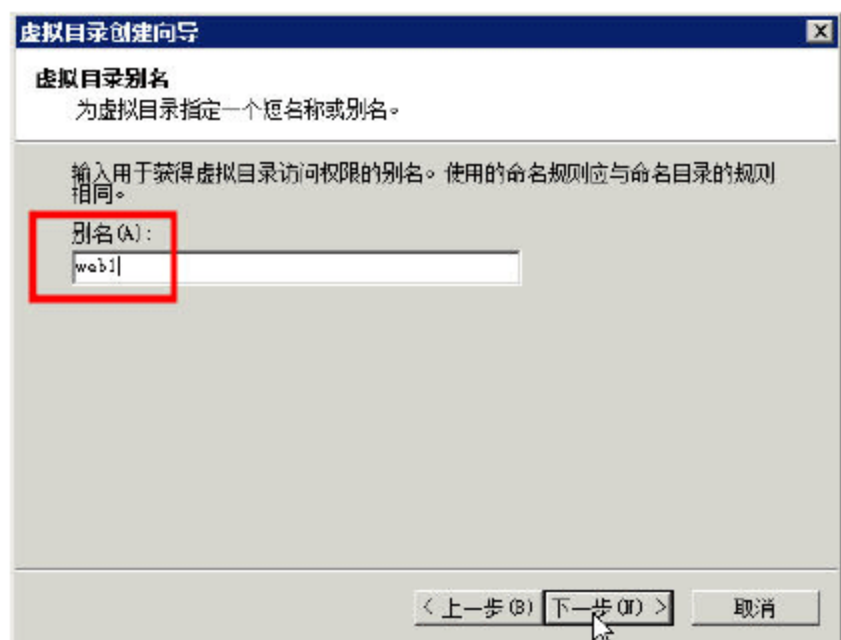 虚拟目录创建向导
虚拟目录别名
为虚拟目录指定一个短名称或别名。
输入用于获得虚拟目录访问权限的别名。使用的命名规则应与命名目录的规则
相同。
别名(A):
web1
< 上一步(B) 下一步(N) > 取消